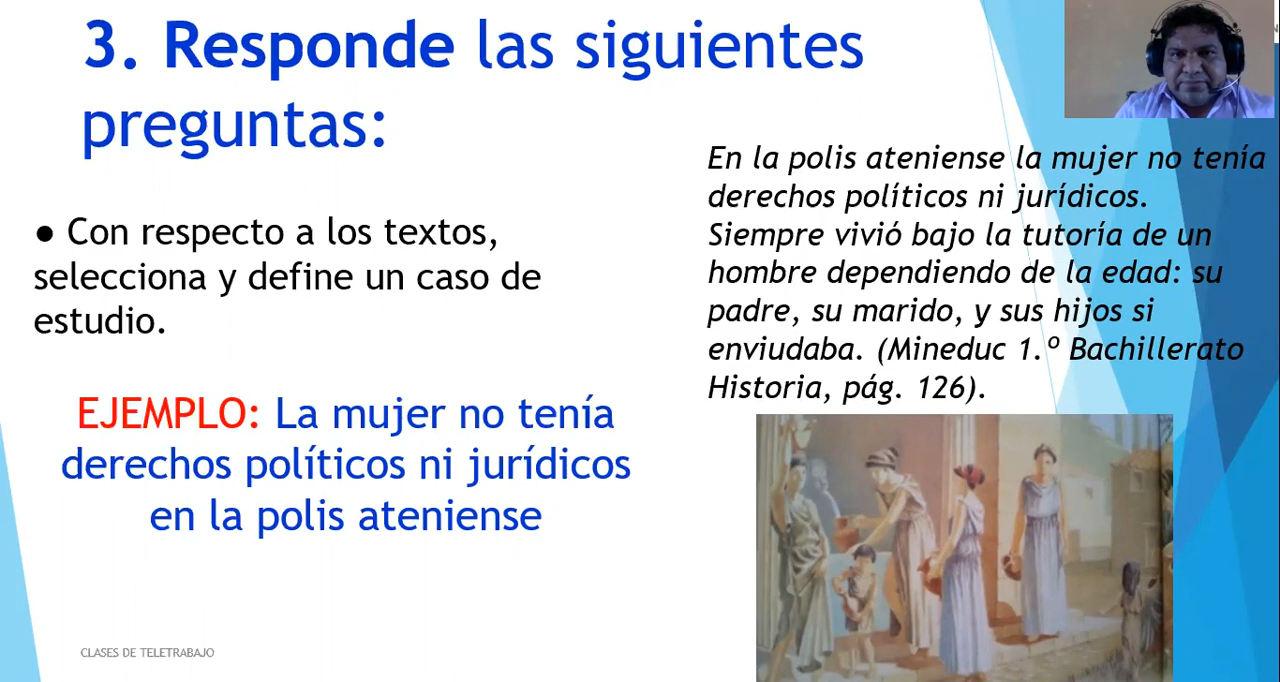 3. Responde las siguientes
preguntas:
● Con respecto a los textos,
selecciona y define un caso de
estudio.
EJEMPLO: La mujer no tenía
derechos políticos ni jurídicos
en la polis ateniense
En la polis ateniense la mujer no tenía
derechos políticos ni jurídicos.
Siempre vivió bajo la tutoría de un
hombre dependiendo de la edad: su
padre, su marido, y sus hijos si
enviudaba. (Mineduc 1.º Bachillerato
Historia, pág. 126).
CLASES DE TELETRABAJO